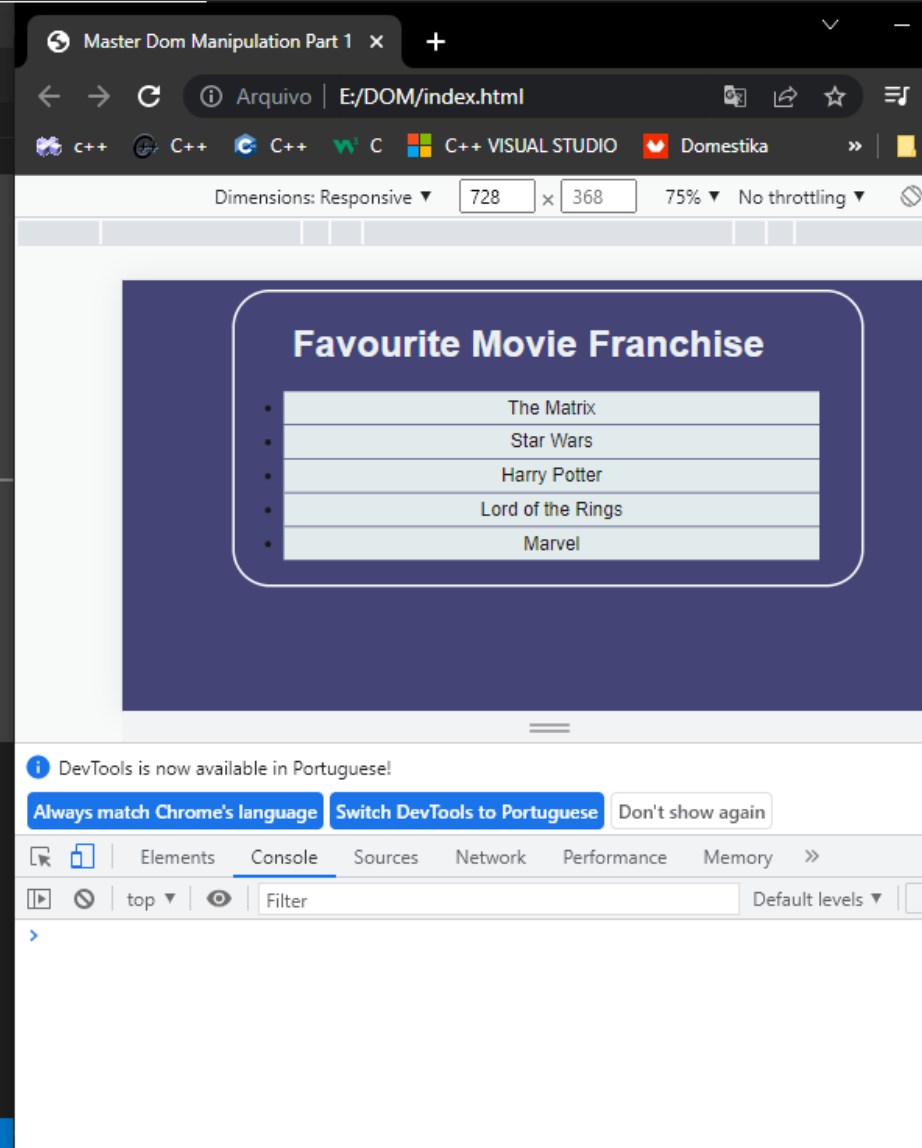 Master Dom Manipulation Part 1
Arquivo E:/DOM/index.html
c++ C++ C++ C C++ VISUAL STUDIO Domestika »
Dimensions: Responsive ▼ 728 × 368 75% ▼ No throttling ▼
Favourite Movie Franchise
• The Matrix
• Star Wars
• Harry Potter
• Lord of the Rings
• Marvel
DevTools is now available in Portuguese!
Always match Chrome's language Switch DevTools to Portuguese Don't show again
Elements Console Sources Network Performance Memory »
top ▼ Filter Default levels ▼